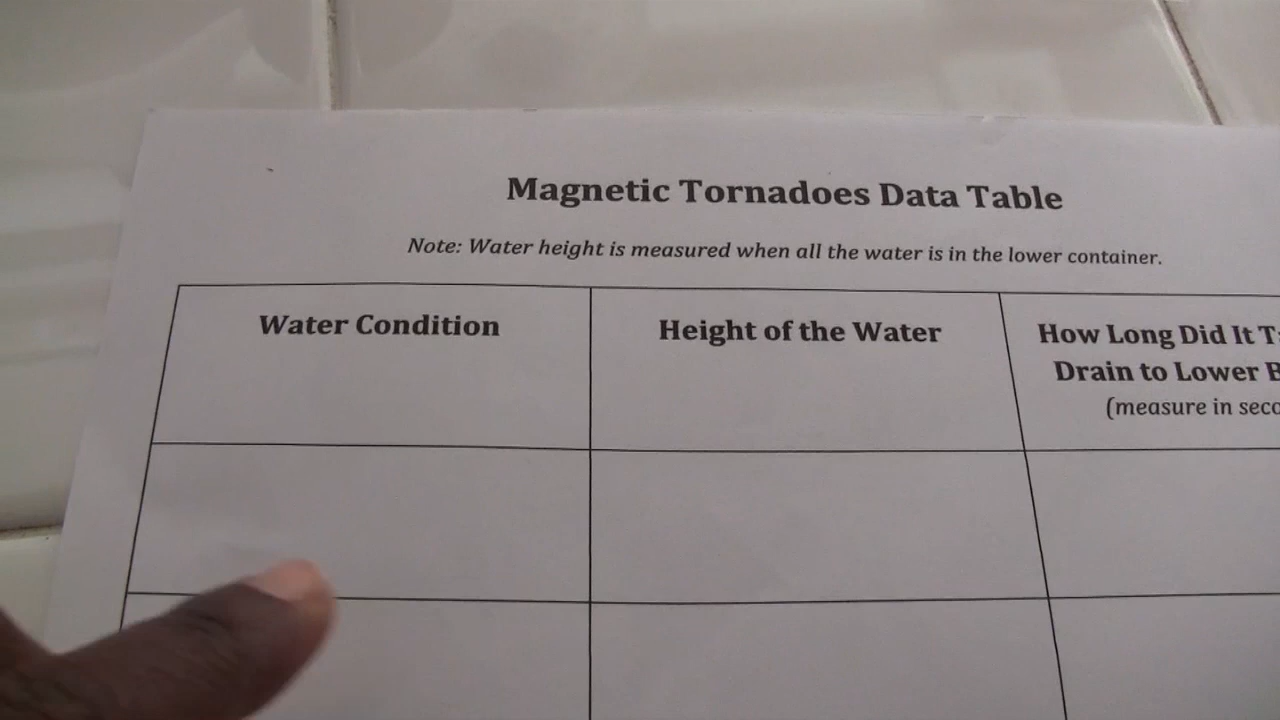 Magnetic Tornadoes Data Table
Note: Water height is measured when all the water is in the lower container.
Water Condition
Height of the Water
How Long Did It
Drain to Lower
(measure in